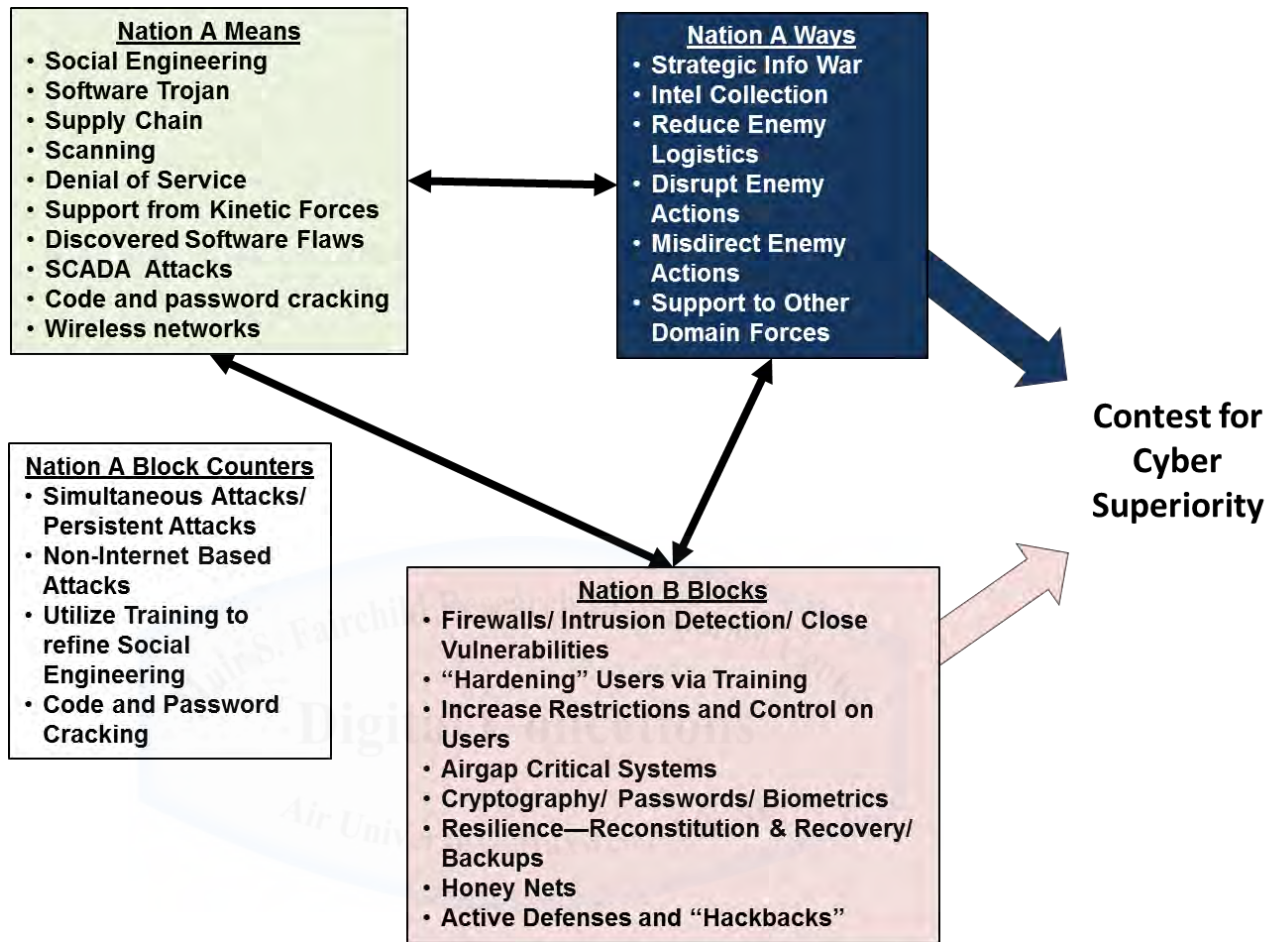 Nation A Means
• Social Engineering
• Software Trojan
• Supply Chain
• Scanning
• Denial of Service
• Support from Kinetic Forces
• Discovered Software Flaws
• SCADA Attacks
• Code and password cracking
• Wireless networks
Nation A Ways
• Strategic Info War
• Intel Collection
• Reduce Enemy
Logistics
• Disrupt Enemy
Actions
• Misdirect Enemy
Actions
• Support to Other
Domain Forces
Contest for
Cyber
Superiority
Nation A Block Counters
• Simultaneous Attacks/
Persistent Attacks
• Non-Internet Based
Attacks
• Utilize Training to
refine Social
Engineering
• Code and Password
Cracking
Nation B Blocks
• Firewalls/ Intrusion Detection/ Close
Vulnerabilities
• “Hardening” Users via Training
• Increase Restrictions and Control on
Users
• Airgap Critical Systems
• Cryptography/ Passwords/ Biometrics
• Resilience—Reconstitution & Recovery/
Backups
• Honey Nets
• Active Defenses and “Hackbacks”